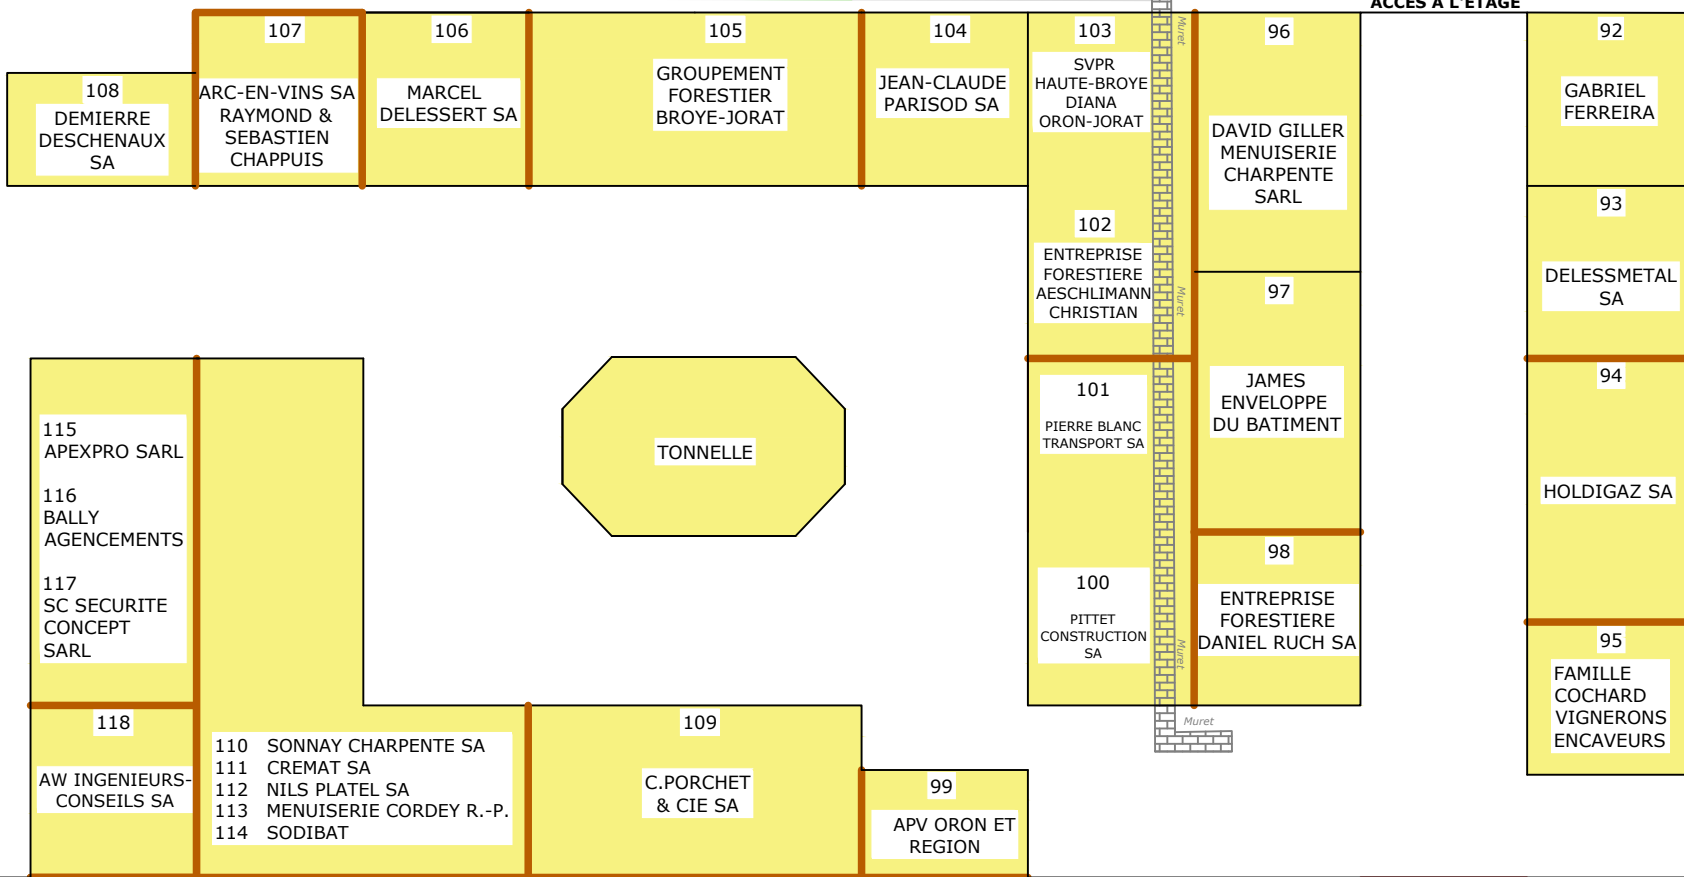 ACCES A L'ETAGE
107
106
105
104
103
96
92
108
DEMIERRE
DESCHENAUX
SA
ARC-EN-VINS SA
RAYMOND &
SEBASTIEN
CHAPPUIS
MARCEL
DELESSERT SA
GROUPEMENT
FORESTIER
BROYE-JORAT
JEAN-CLAUDE
PARISOD SA
SVPR
HAUTE-BROYE
DIANA
ORON-JORAT
Muret
DAVID GILLER
MENUISERIE
CHARPENTE
SARL
GABRIEL
FERREIRA
93
DELESSMETAL
SA
102
ENTREPRISE
FORESTIERE
AESCHLIMANN
CHRISTIAN
Muret
97
JAMES
ENVELOPPE
DU BATIMENT
94
HOLDIGAZ SA
101
PIERRE BLANC
TRANSPORT SA
TONNELLE
115
APEXPRO SARL
116
BALLY
AGENCEMENTS
117
SC SECURITE
CONCEPT
SARL
100
PITTET
CONSTRUCTION
SA
Muret
98
ENTREPRISE
FORESTIERE
DANIEL RUCH SA
95
FAMILLE
COCHARD
VIGNERONS
ENCAVEURS
Muret
118
AW INGENIEURS-
CONSEILS SA
110 SONNAY CHARPENTE SA
111 CREMAT SA
112 NILS PLATEL SA
113 MENUISERIE CORDEY R.-P.
114 SODIBAT
109
C.PORCHET
& CIE SA
99
APV ORON ET
REGION